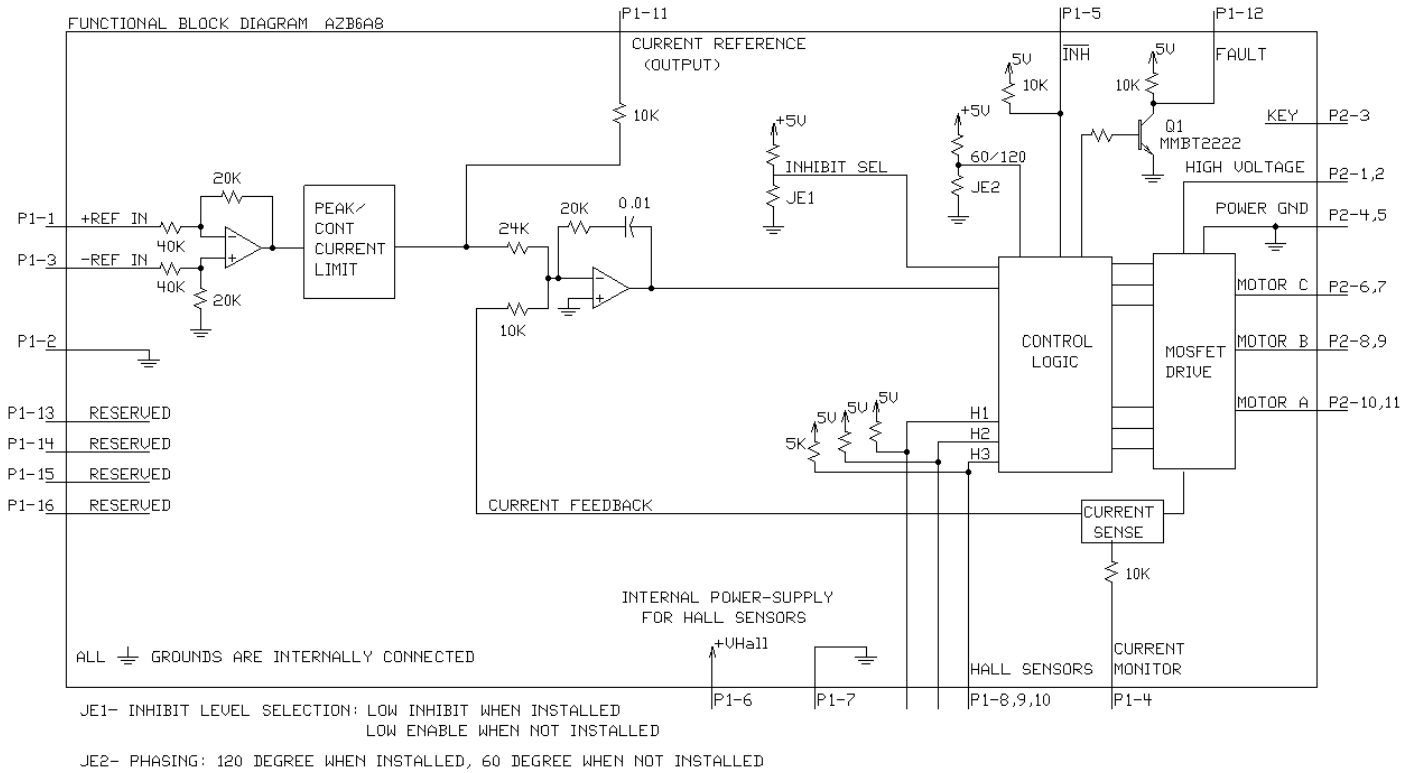 FUNCTIONAL BLOCK DIAGRAM AZB6A8
P1-11
P1-5
P1-12
CURRENT REFERENCE
(OUTPUT)
INH
FAULT
5V
10K
5V
10K
10K
KEY P2-3
Q1
MMBT2222
+5V
+5V
INHIBIT SEL
60/120
JE1
JE2
HIGH VOLTAGE P2-1,2
POWER GND P2-4,5
P1-1 +REF IN
40K
20K
P1-3 -REF IN
40K
20K
PEAK/
CONT
CURRENT
LIMIT
24K
20K
0.01
10K
CONTROL
LOGIC
MOSFET
DRIVE
MOTOR C P2-6,7
MOTOR B P2-8,9
MOTOR A P2-10,11
P1-2
P1-13 RESERVED
P1-14 RESERVED
P1-15 RESERVED
P1-16 RESERVED
5V
5V
5V
5K
H1
H2
H3
CURRENT FEEDBACK
CURRENT
SENSE
10K
INTERNAL POWER-SUPPLY
FOR HALL SENSORS
+VHall
ALL GROUNDS ARE INTERNALLY CONNECTED
HALL SENSORS
CURRENT
MONITOR
P1-6
P1-7
P1-8,9,10
P1-4
JE1- INHIBIT LEVEL SELECTION: LOW INHIBIT WHEN INSTALLED
LOW ENABLE WHEN NOT INSTALLED
JE2- PHASING: 120 DEGREE WHEN INSTALLED, 60 DEGREE WHEN NOT INSTALLED